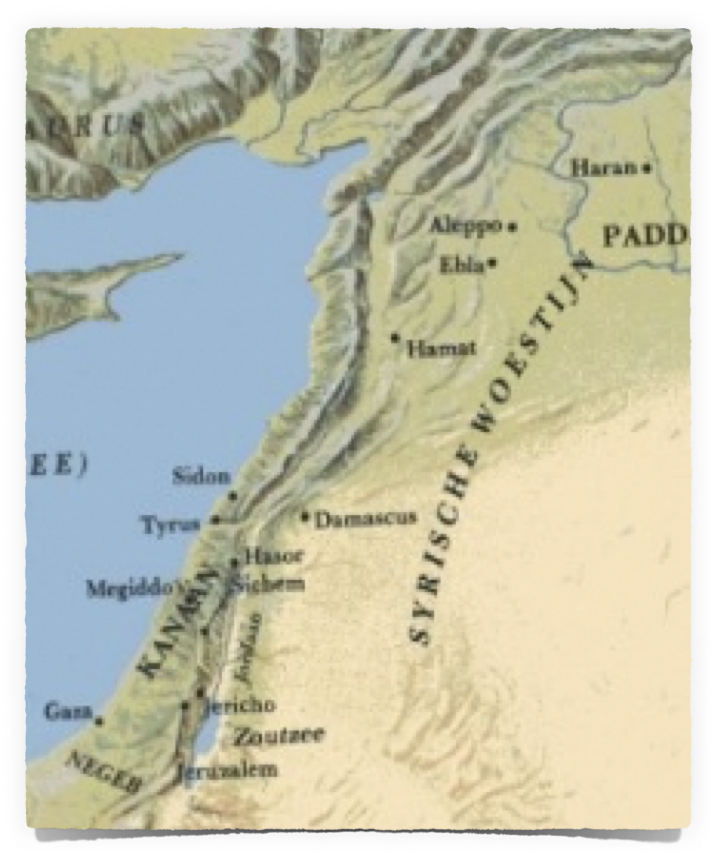 AURUS
Haran
PADD
Aleppo
Ebla
SYRISCHE WOESTIJN
Hamat
EE)
Sidon
Tyrus
Damascus
Hasor
Megiddo
Sichem
KANAÄN
Jordaan
Gaza
Jericho
Zoutzee
NEGEB
Jeruzalem